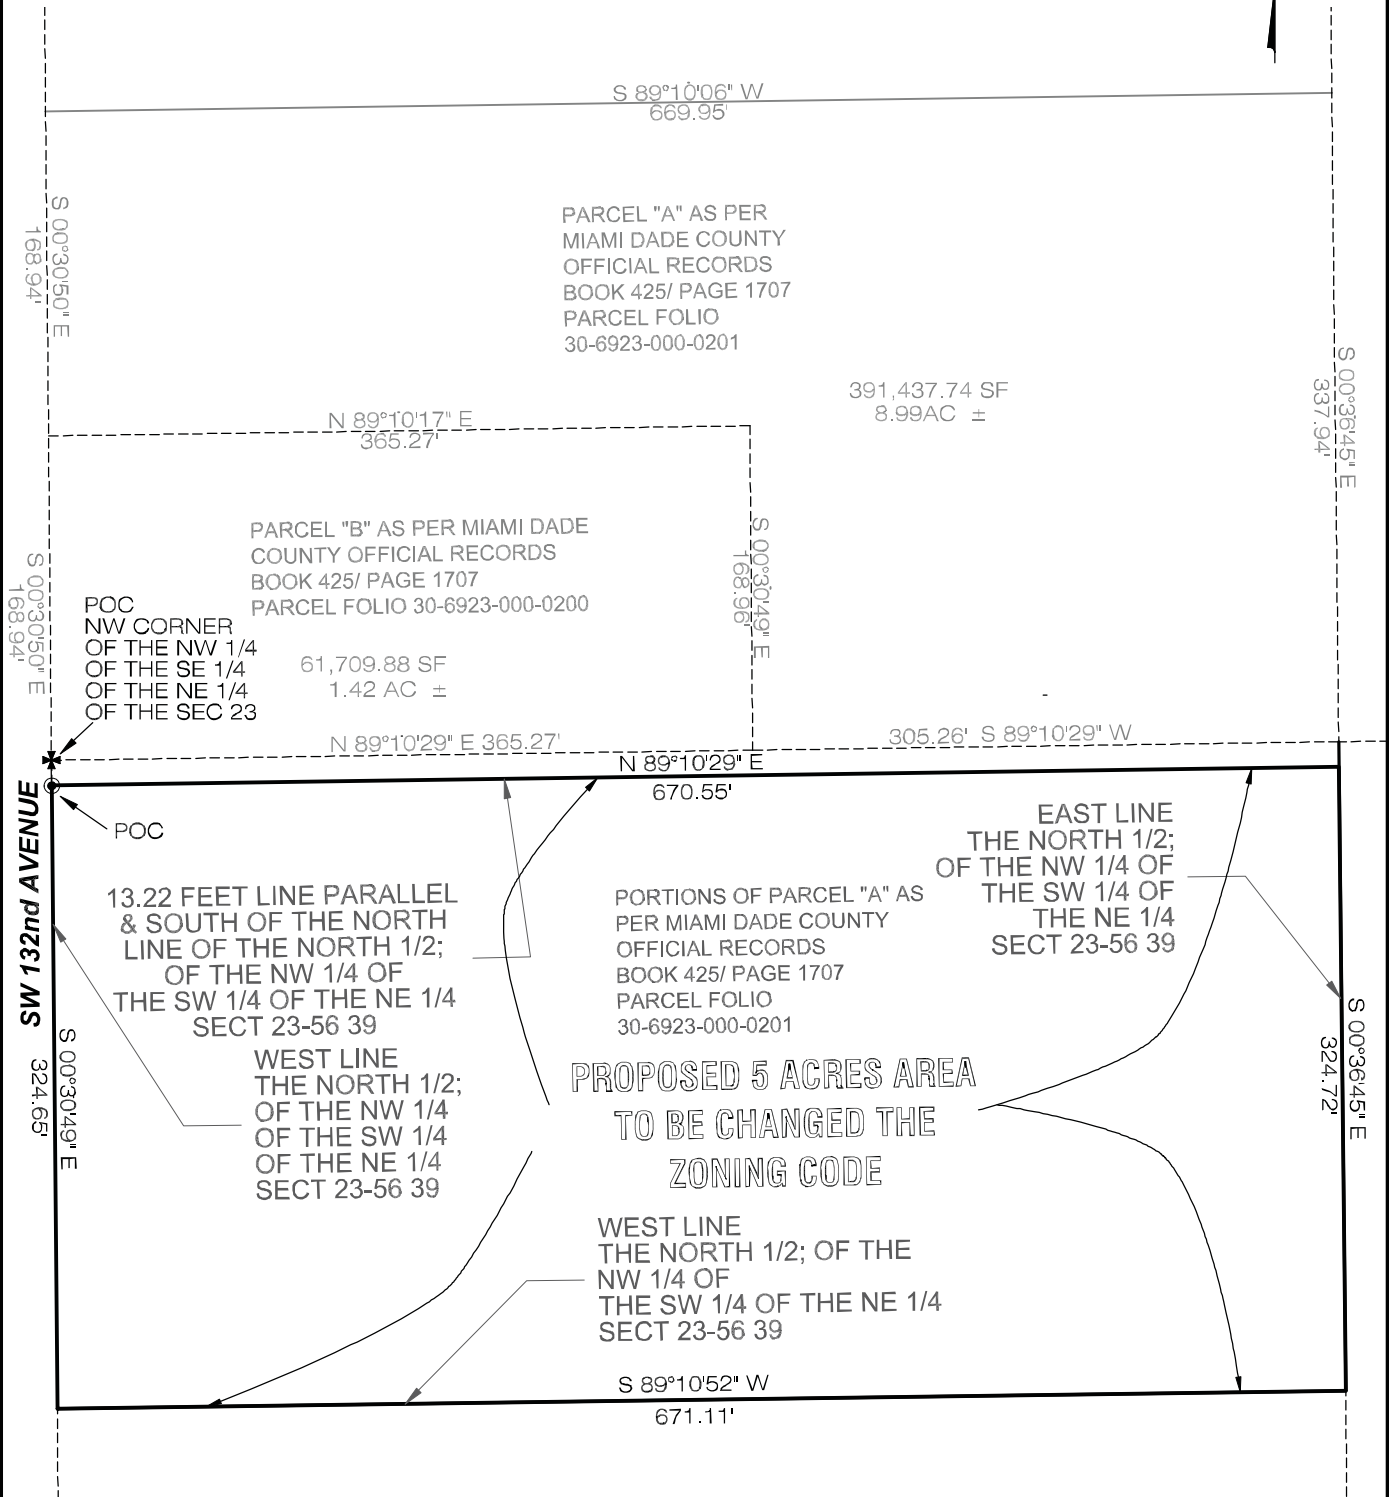 S 89°10'06" W
669.95'
S 00°30'50" E
168.94'
PARCEL "A" AS PER
MIAMI DADE COUNTY
OFFICIAL RECORDS
BOOK 425/ PAGE 1707
PARCEL FOLIO
30-6923-000-0201
391,437.74 SF
8.99AC ±
S 00°36'45" E
337.94'
N 89°10'17" E
365.27'
PARCEL "B" AS PER MIAMI DADE
COUNTY OFFICIAL RECORDS
BOOK 425/ PAGE 1707
PARCEL FOLIO 30-6923-000-0200
61,709.88 SF
1.42 AC ±
S 00°30'49" E
168.96'
S 00°30'50" E
168.94'
POC
NW CORNER
OF THE NW 1/4
OF THE SE 1/4
OF THE NE 1/4
OF THE SEC 23
N 89°10'29" E 365.27'
305.26' S 89°10'29" W
N 89°10'29" E
670.55'
POC
SW 132nd AVENUE
13.22 FEET LINE PARALLEL
& SOUTH OF THE NORTH
LINE OF THE NORTH 1/2;
OF THE NW 1/4 OF
THE SW 1/4 OF THE NE 1/4
SECT 23-56 39
PORTIONS OF PARCEL "A" AS
PER MIAMI DADE COUNTY
OFFICIAL RECORDS
BOOK 425/ PAGE 1707
PARCEL FOLIO
30-6923-000-0201
EAST LINE
THE NORTH 1/2;
OF THE NW 1/4 OF
THE SW 1/4 OF
THE NE 1/4
SECT 23-56 39
S 00°30'49" E
324.65'
WEST LINE
THE NORTH 1/2;
OF THE NW 1/4
OF THE SW 1/4
OF THE NE 1/4
SECT 23-56 39
PROPOSED 5 ACRES AREA
TO BE CHANGED THE
ZONING CODE
S 00°36'45" E
324.72'
WEST LINE
THE NORTH 1/2; OF THE
NW 1/4 OF
THE SW 1/4 OF THE NE 1/4
SECT 23-56 39
S 89°10'52" W
671.11'